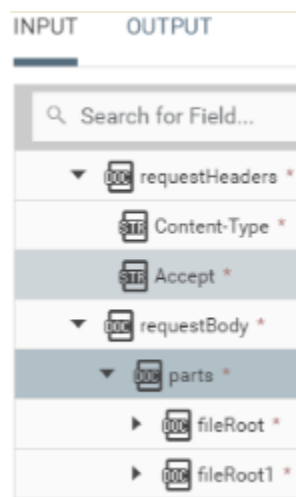 INPUT OUTPUT
Search for Field...
DOC requestHeaders *
STR Content-Type *
STR Accept *
DOC requestBody *
DOC parts *
DOC fileRoot *
DOC fileRoot1 *